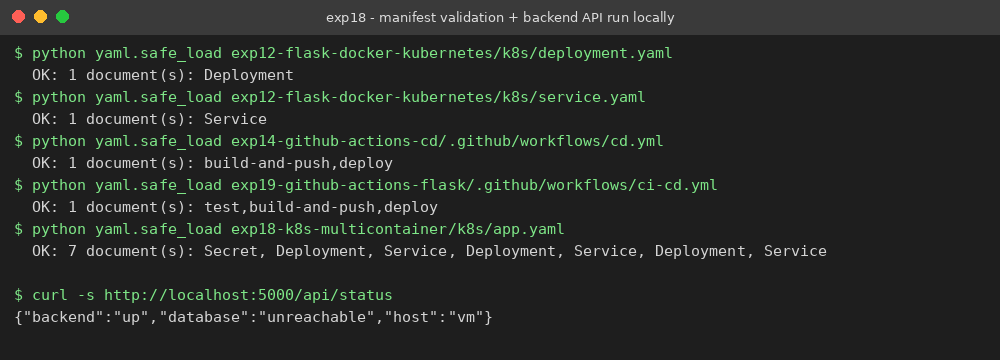 exp18 - manifest validation + backend API run locally
$ python yaml.safe_load exp12-flask-docker-kubernetes/k8s/deployment.yaml
OK: 1 document(s): Deployment
$ python yaml.safe_load exp12-flask-docker-kubernetes/k8s/service.yaml
OK: 1 document(s): Service
$ python yaml.safe_load exp14-github-actions-cd/.github/workflows/cd.yml
OK: 1 document(s): build-and-push,deploy
$ python yaml.safe_load exp19-github-actions-flask/.github/workflows/ci-cd.yml
OK: 1 document(s): test,build-and-push,deploy
$ python yaml.safe_load exp18-k8s-multicontainer/k8s/app.yaml
OK: 7 document(s): Secret, Deployment, Service, Deployment, Service, Deployment, Service
$ curl -s http://localhost:5000/api/status
{"backend":"up","database":"unreachable","host":"vm"}